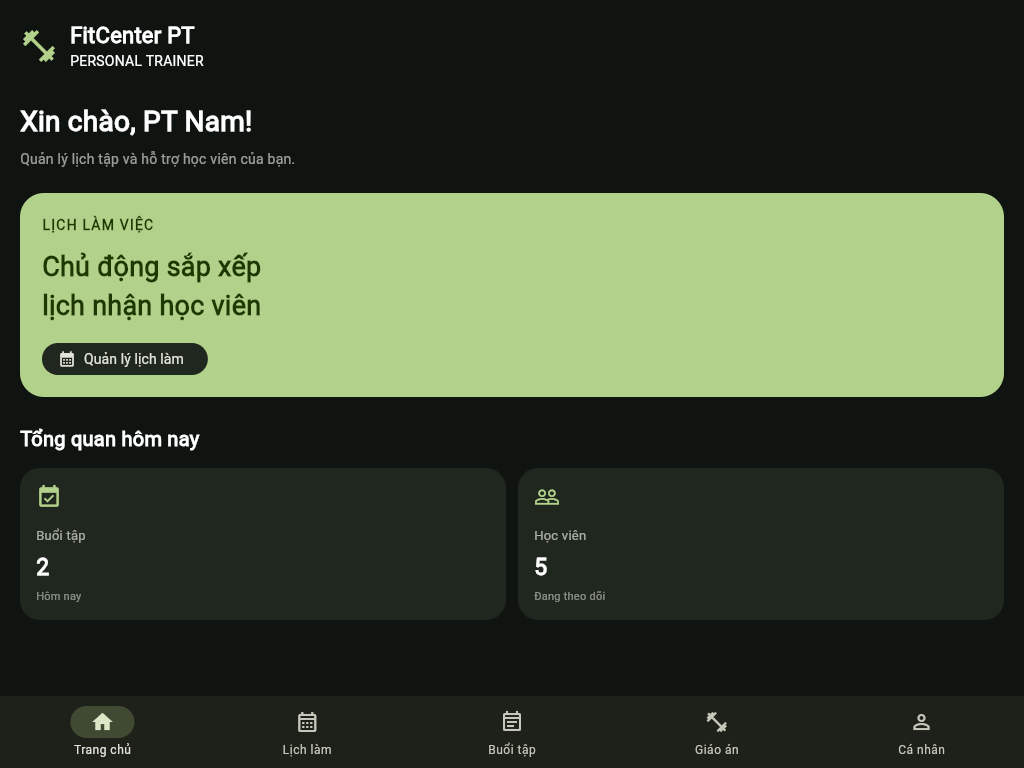 FitCenter PT
PERSONAL TRAINER
Xin chào, PT Nam!
Quản lý lịch tập và hỗ trợ học viên của bạn.
LỊCH LÀM VIỆC
Chủ động sắp xếp
lịch nhận học viên
Quản lý lịch làm
Tổng quan hôm nay
Buổi tập
2
Hôm nay
Học viên
5
Đang theo dõi
Trang chủ
Lịch làm
Buổi tập
Giáo án
Cá nhân